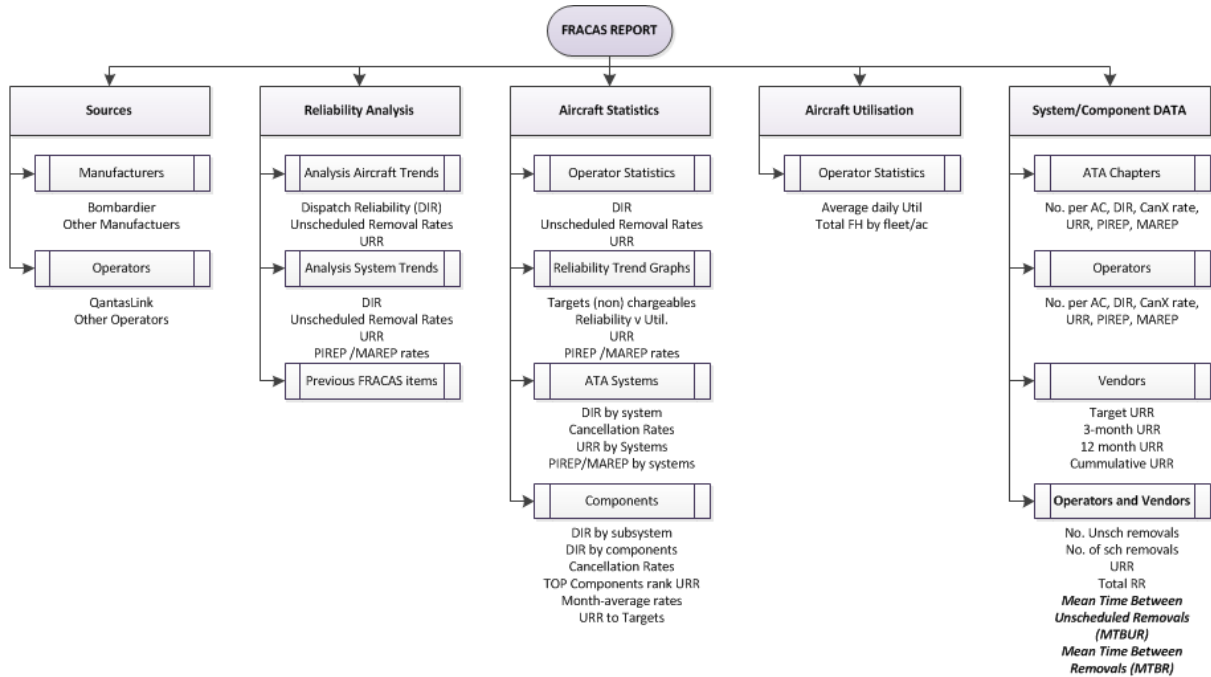 FRACAS REPORT
Sources
Manufacturers
Bombardier
Other Manufactuers
Operators
QantasLink
Other Operators
Reliability Analysis
Analysis Aircraft Trends
Dispatch Reliability (DIR)
Unscheduled Removal Rates
URR
Analysis System Trends
DIR
Unscheduled Removal Rates
URR
PIREP /MAREP rates
Previous FRACAS items
Aircraft Statistics
Operator Statistics
DIR
Unscheduled Removal Rates
URR
Reliability Trend Graphs
Targets (non) chargeables
Reliability v Util.
URR
PIREP /MAREP rates
ATA Systems
DIR by system
Cancellation Rates
URR by Systems
PIREP/MAREP by systems
Components
DIR by subsystem
DIR by components
Cancellation Rates
TOP Components rank URR
Month-average rates
URR to Targets
Aircraft Utilisation
Operator Statistics
Average daily Util
Total FH by fleet/ac
System/Component DATA
ATA Chapters
No. per AC, DIR, CanX rate,
URR, PIREP, MAREP
Operators
No. per AC, DIR, CanX rate,
URR, PIREP, MAREP
Vendors
Target URR
3-month URR
12 month URR
Cummulative URR
Operators and Vendors
No. Unsch removals
No. of sch removals
URR
Total RR
Mean Time Between
Unscheduled Removals
(MTBUR)
Mean Time Between
Removals (MTBR)